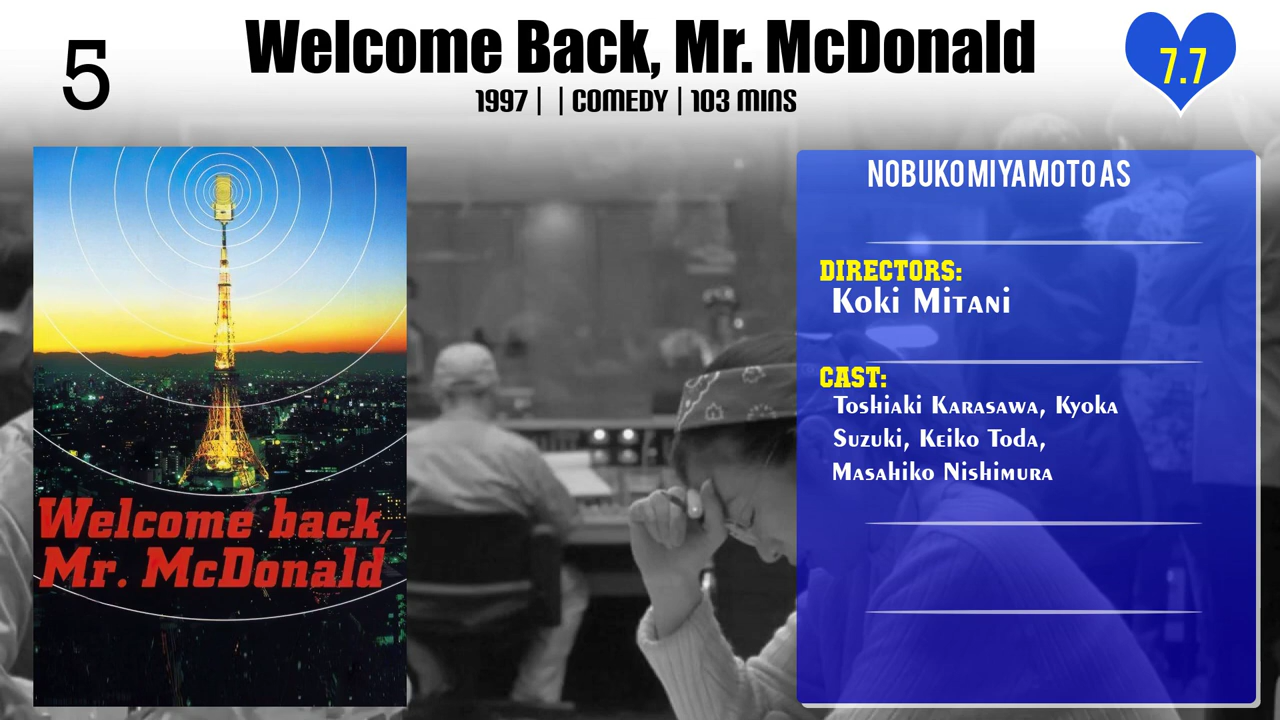 5
Welcome Back, Mr. McDonald
7.7
1997 | | COMEDY | 103 MINS
Welcome back,
Mr. McDonald
NOBUKO MIYAMOTO AS
DIRECTORS:
Koki Mitani
CAST:
Toshiaki Karasawa, Kyoka
Suzuki, Keiko Toda,
Masahiko Nishimura